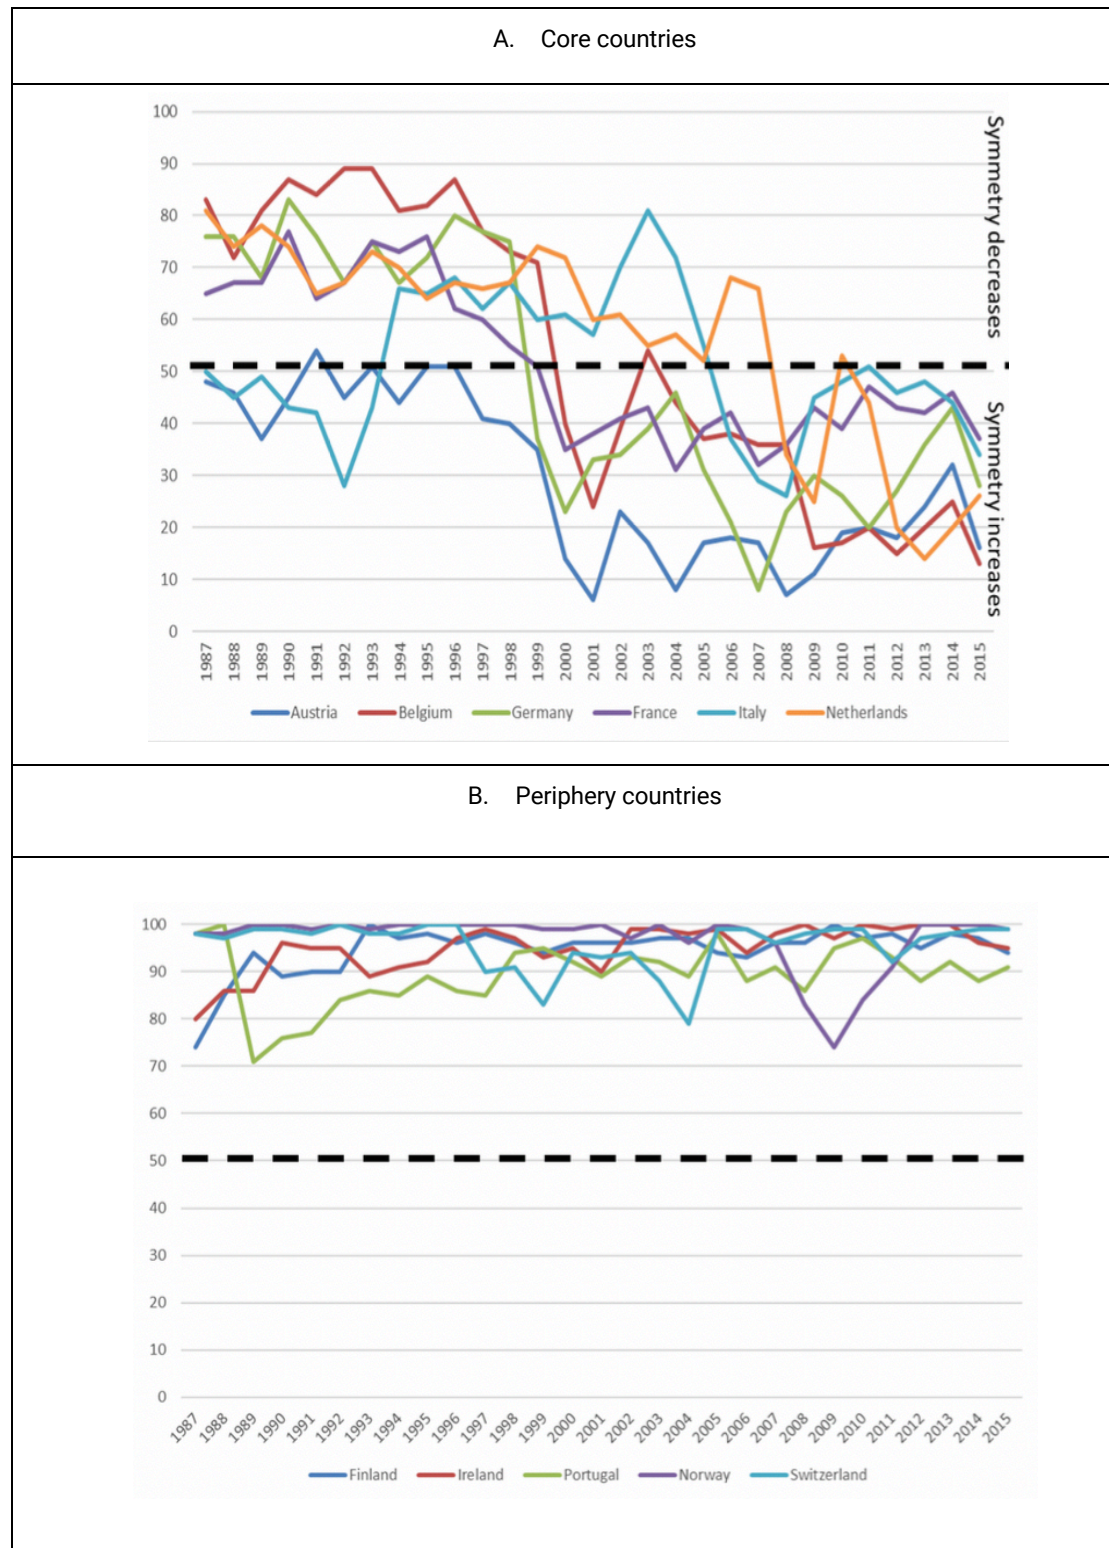 A. Core countries
100
90
80
70
60
50
40
30
20
10
0
Symmetry decreases
Symmetry increases
1987 1988 1989 1990 1991 1992 1993 1994 1995 1996 1997 1998 1999 2000 2001 2002 2003 2004 2005 2006 2007 2008 2009 2010 2011 2012 2013 2014 2015
Austria Belgium Germany France Italy Netherlands
B. Periphery countries
100
90
80
70
60
50
40
30
20
10
0
1987 1988 1989 1990 1991 1992 1993 1994 1995 1996 1997 1998 1999 2000 2001 2002 2003 2004 2005 2006 2007 2008 2009 2010 2011 2012 2013 2014 2015
Finland Ireland Portugal Norway Switzerland